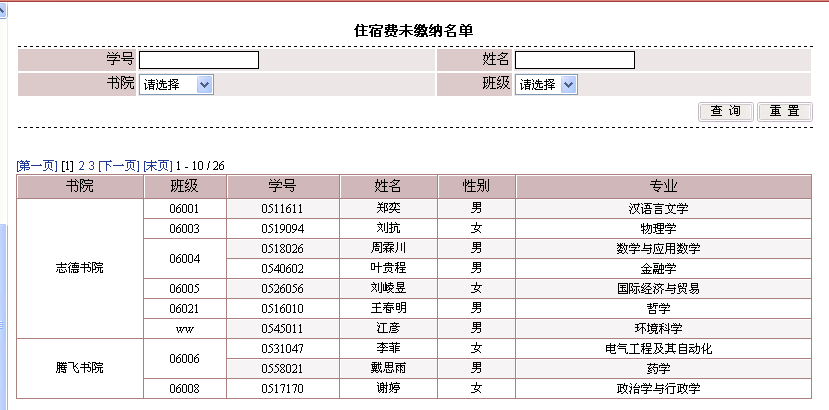 住宿费未缴纳名单
学号 姓名
书院 请选择 班级 请选择
查 询 重 置
[第一页] [1] 2 3 [下一页] [末页] 1 - 10 / 26
书院 班级 学号 姓名 性别 专业
志德书院 06001 0511611 郑奕 男 汉语言文学
06003 0519094 刘抗 女 物理学
06004 0518026 周霖川 男 数学与应用数学
0540602 叶贵程 男 金融学
06005 0526056 刘崚昱 女 国际经济与贸易
06021 0516010 王春明 男 哲学
ww 0545011 江彦 男 环境科学
腾飞书院 06006 0531047 李菲 女 电气工程及其自动化
0558021 戴思雨 男 药学
06008 0517170 谢婷 女 政治学与行政学